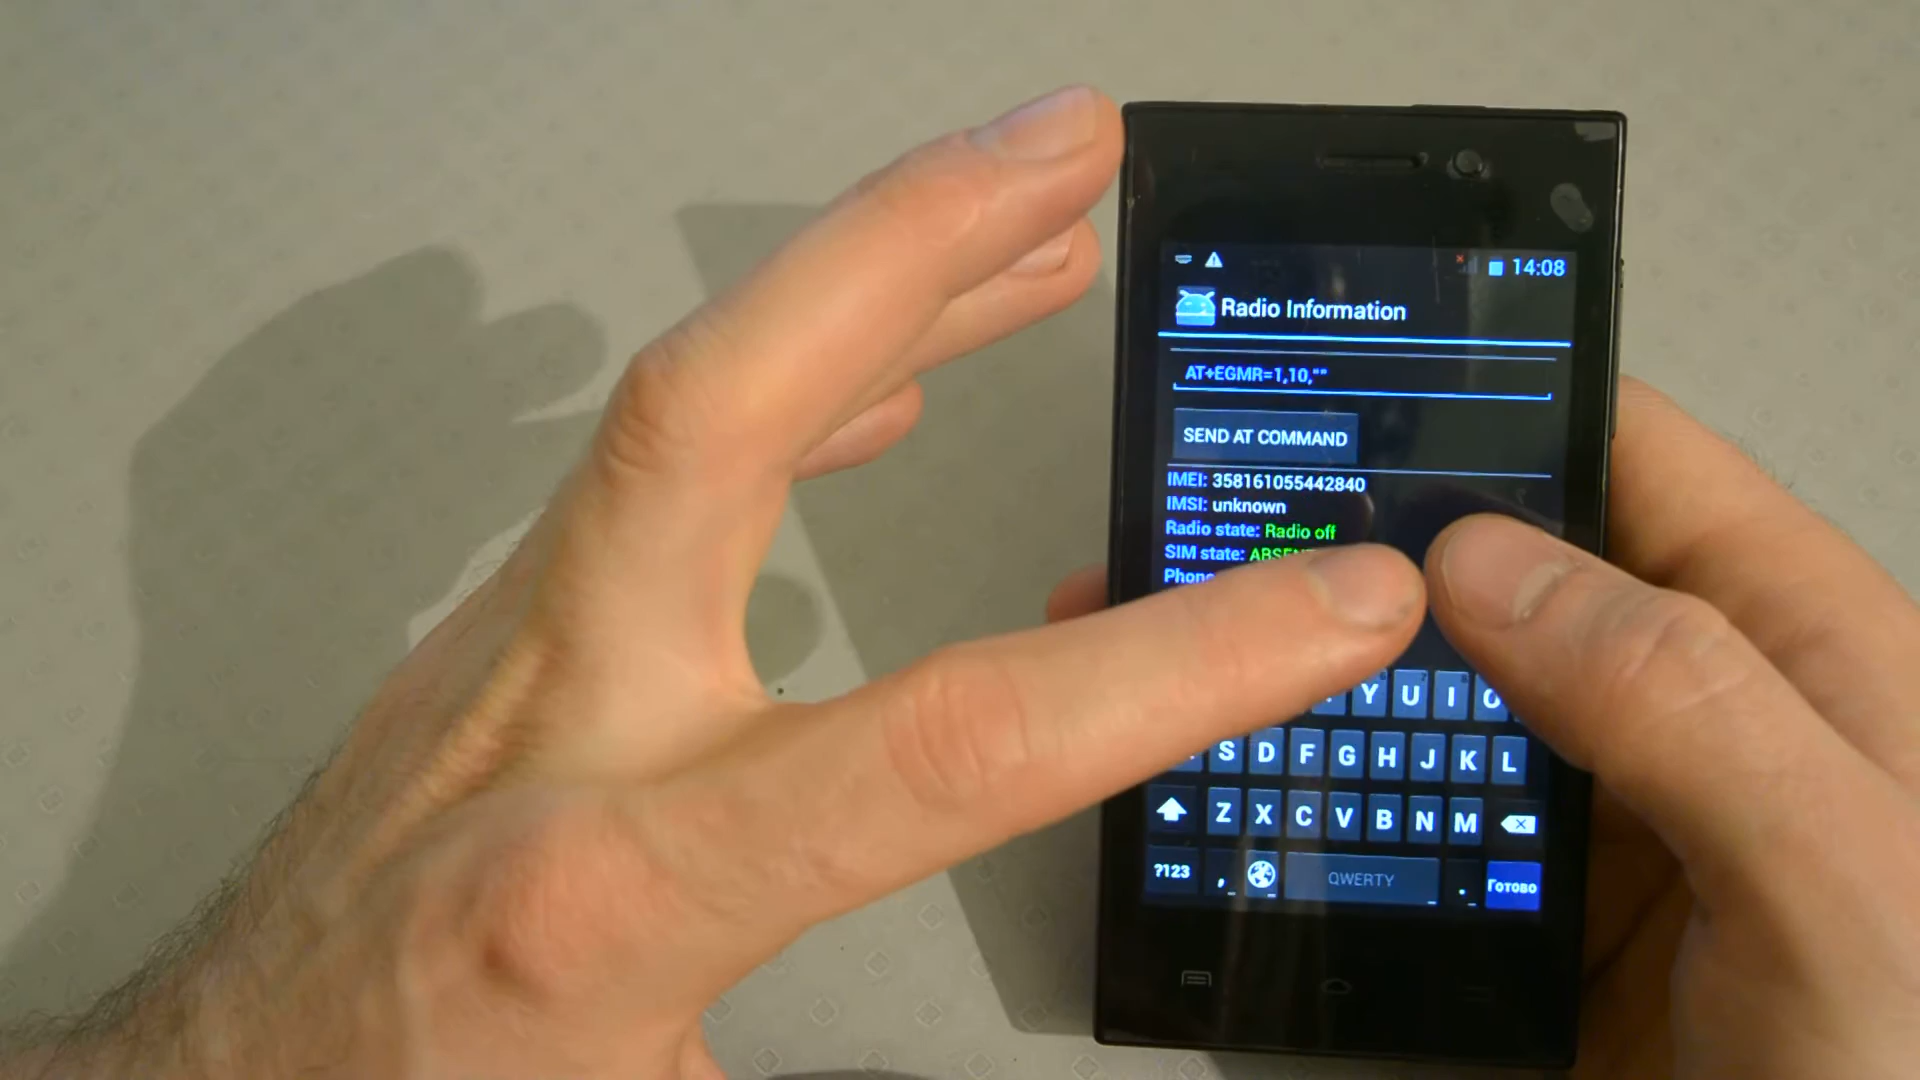 14:08
Radio Information
AT+EGMR=1,10,""
SEND AT COMMAND
IMEI: 358161055442840
IMSI: unknown
Radio state: Radio off
SIM state:
Phone
Y U I O
S D F G H J K L
Z X C V B N M
?123 , QWERTY . Готово